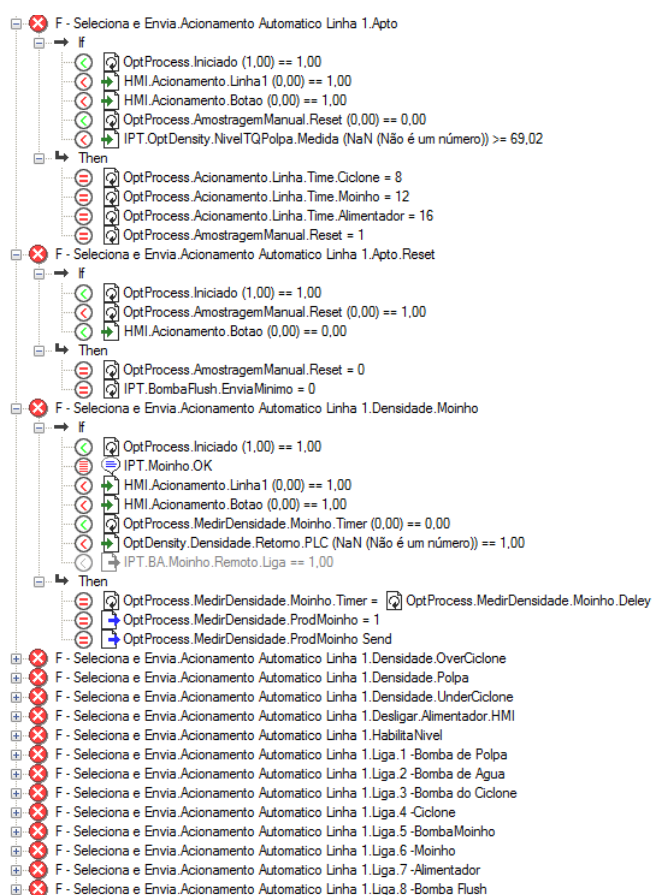 F - Seleciona e Envia.Acionamento Automatico Linha 1.Apto
If
OptProcess.Iniciado (1,00) == 1,00
HMI.Acionamento.Linha1 (0,00) == 1,00
HMI.Acionamento.Botao (0,00) == 1,00
OptProcess.AmostragemManual.Reset (0,00) == 0,00
IPT.OptDensity.NivelTQPolpa.Medida (NaN (Não é um número)) >= 69,02
Then
OptProcess.Acionamento.Linha.Time.Ciclone = 8
OptProcess.Acionamento.Linha.Time.Moinho = 12
OptProcess.Acionamento.Linha.Time.Alimentador = 16
OptProcess.AmostragemManual.Reset = 1
F - Seleciona e Envia.Acionamento Automatico Linha 1.Apto.Reset
If
OptProcess.Iniciado (1,00) == 1,00
OptProcess.AmostragemManual.Reset (0,00) == 1,00
HMI.Acionamento.Botao (0,00) == 0,00
Then
OptProcess.AmostragemManual.Reset = 0
IPT.BombaFlush.EnviaMinimo = 0
F - Seleciona e Envia.Acionamento Automatico Linha 1.Densidade.Moinho
If
OptProcess.Iniciado (1,00) == 1,00
IPT.Moinho.OK
HMI.Acionamento.Linha1 (0,00) == 1,00
HMI.Acionamento.Botao (0,00) == 1,00
OptProcess.MedirDensidade.Moinho.Timer (0,00) == 0,00
OptDensity.Densidade.Retorno.PLC (NaN (Não é um número)) == 1,00
IPT.BA.Moinho.Remoto.Liga == 1,00
Then
OptProcess.MedirDensidade.Moinho.Timer = OptProcess.MedirDensidade.Moinho.Deley
OptProcess.MedirDensidade.ProdMoinho = 1
OptProcess.MedirDensidade.ProdMoinho Send
F - Seleciona e Envia.Acionamento Automatico Linha 1.Densidade.OverCiclone
F - Seleciona e Envia.Acionamento Automatico Linha 1.Densidade.Polpa
F - Seleciona e Envia.Acionamento Automatico Linha 1.Densidade.UnderCiclone
F - Seleciona e Envia.Acionamento Automatico Linha 1.Desligar.Alimentador.HMI
F - Seleciona e Envia.Acionamento Automatico Linha 1.HabilitaNivel
F - Seleciona e Envia.Acionamento Automatico Linha 1.Liga.1 -Bomba de Polpa
F - Seleciona e Envia.Acionamento Automatico Linha 1.Liga.2 -Bomba de Agua
F - Seleciona e Envia.Acionamento Automatico Linha 1.Liga.3 -Bomba do Ciclone
F - Seleciona e Envia.Acionamento Automatico Linha 1.Liga.4 -Ciclone
F - Seleciona e Envia.Acionamento Automatico Linha 1.Liga.5 -BombaMoinho
F - Seleciona e Envia.Acionamento Automatico Linha 1.Liga.6 -Moinho
F - Seleciona e Envia.Acionamento Automatico Linha 1.Liga.7 -Alimentador
F - Seleciona e Envia.Acionamento Automatico Linha 1.Liga.8 -Bomba Flush